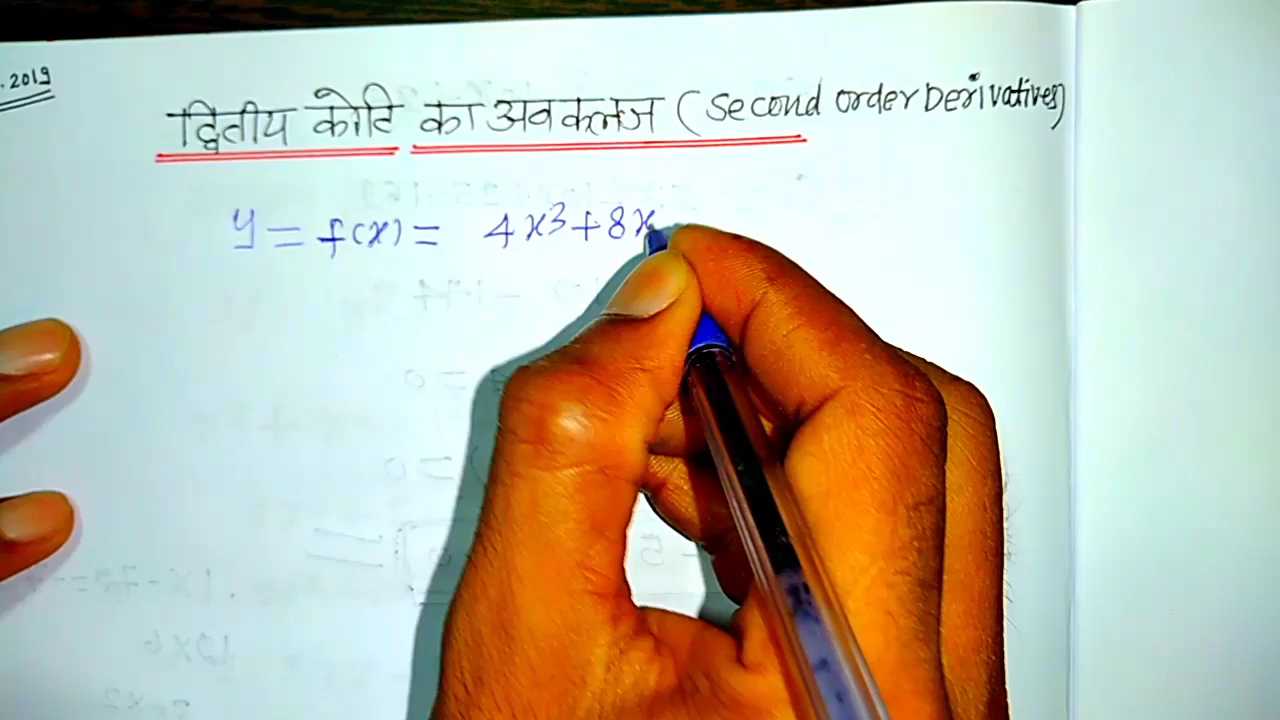 .2019
द्वितीय कोटि का अवकलज (Second order Derivatives)
y = f(x) = 4x³+8x